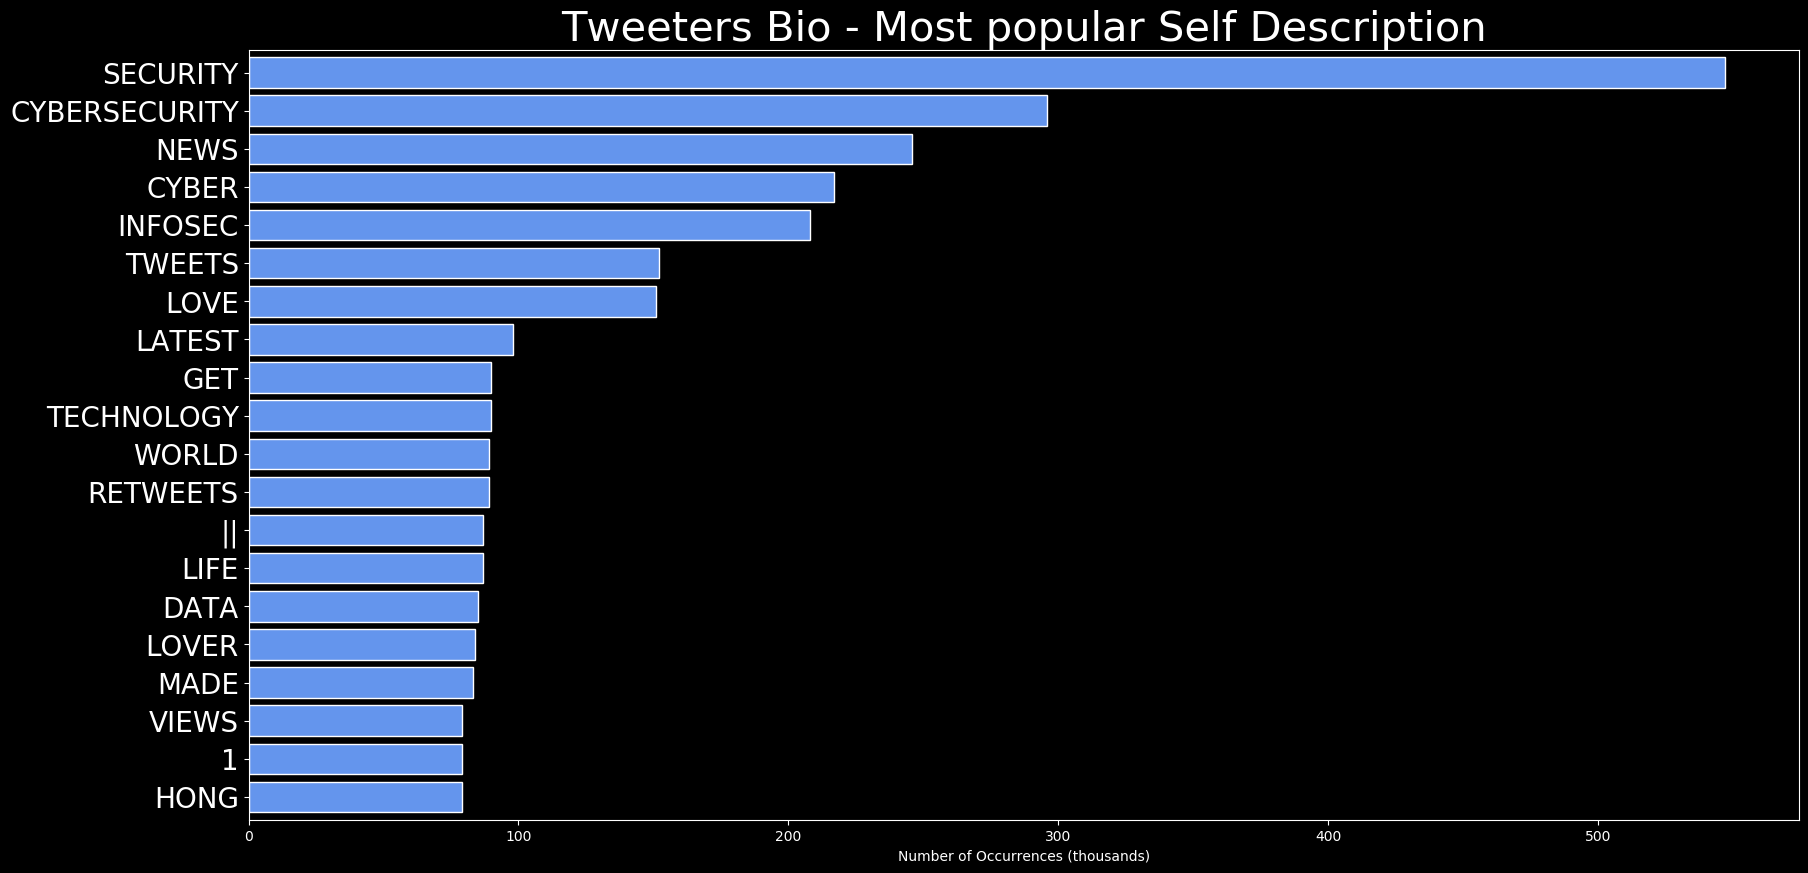 Tweeters Bio - Most popular Self Description
SECURITY
CYBERSECURITY
NEWS
CYBER
INFOSEC
TWEETS
LOVE
LATEST
GET
TECHNOLOGY
WORLD
RETWEETS
||
LIFE
DATA
LOVER
MADE
VIEWS
1
HONG
0 100 200 300 400 500
Number of Occurrences (thousands)